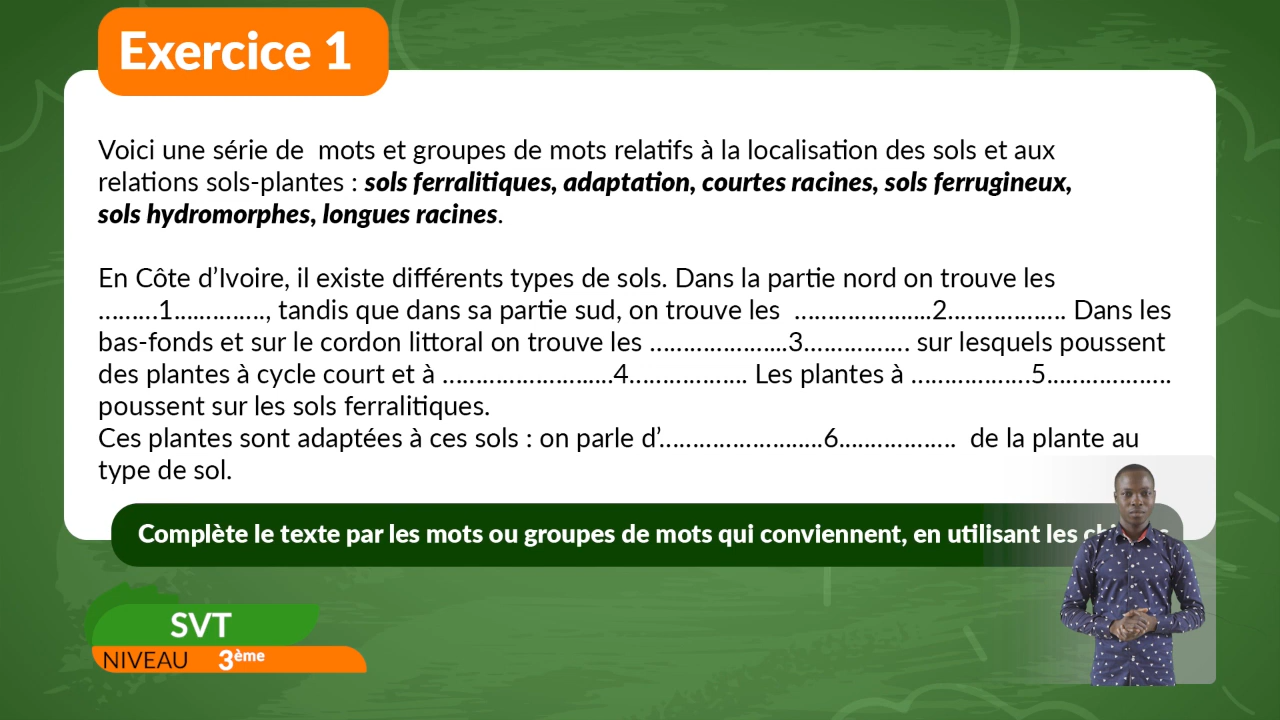 Exercice 1
Voici une série de mots et groupes de mots relatifs à la localisation des sols et aux
relations sols-plantes : sols ferralitiques, adaptation, courtes racines, sols ferrugineux,
sols hydromorphes, longues racines.
En Côte d’Ivoire, il existe différents types de sols. Dans la partie nord on trouve les
………1……………, tandis que dans sa partie sud, on trouve les …………………...2………………. Dans les
bas-fonds et sur le cordon littoral on trouve les …………………...3……………. sur lesquels poussent
des plantes à cycle court et à ……………………...4………………. Les plantes à ………………...5………………..
poussent sur les sols ferralitiques.
Ces plantes sont adaptées à ces sols : on parle d’…………………….6………………. de la plante au
type de sol.
Complète le texte par les mots ou groupes de mots qui conviennent, en utilisant les
SVT
NIVEAU 3ème